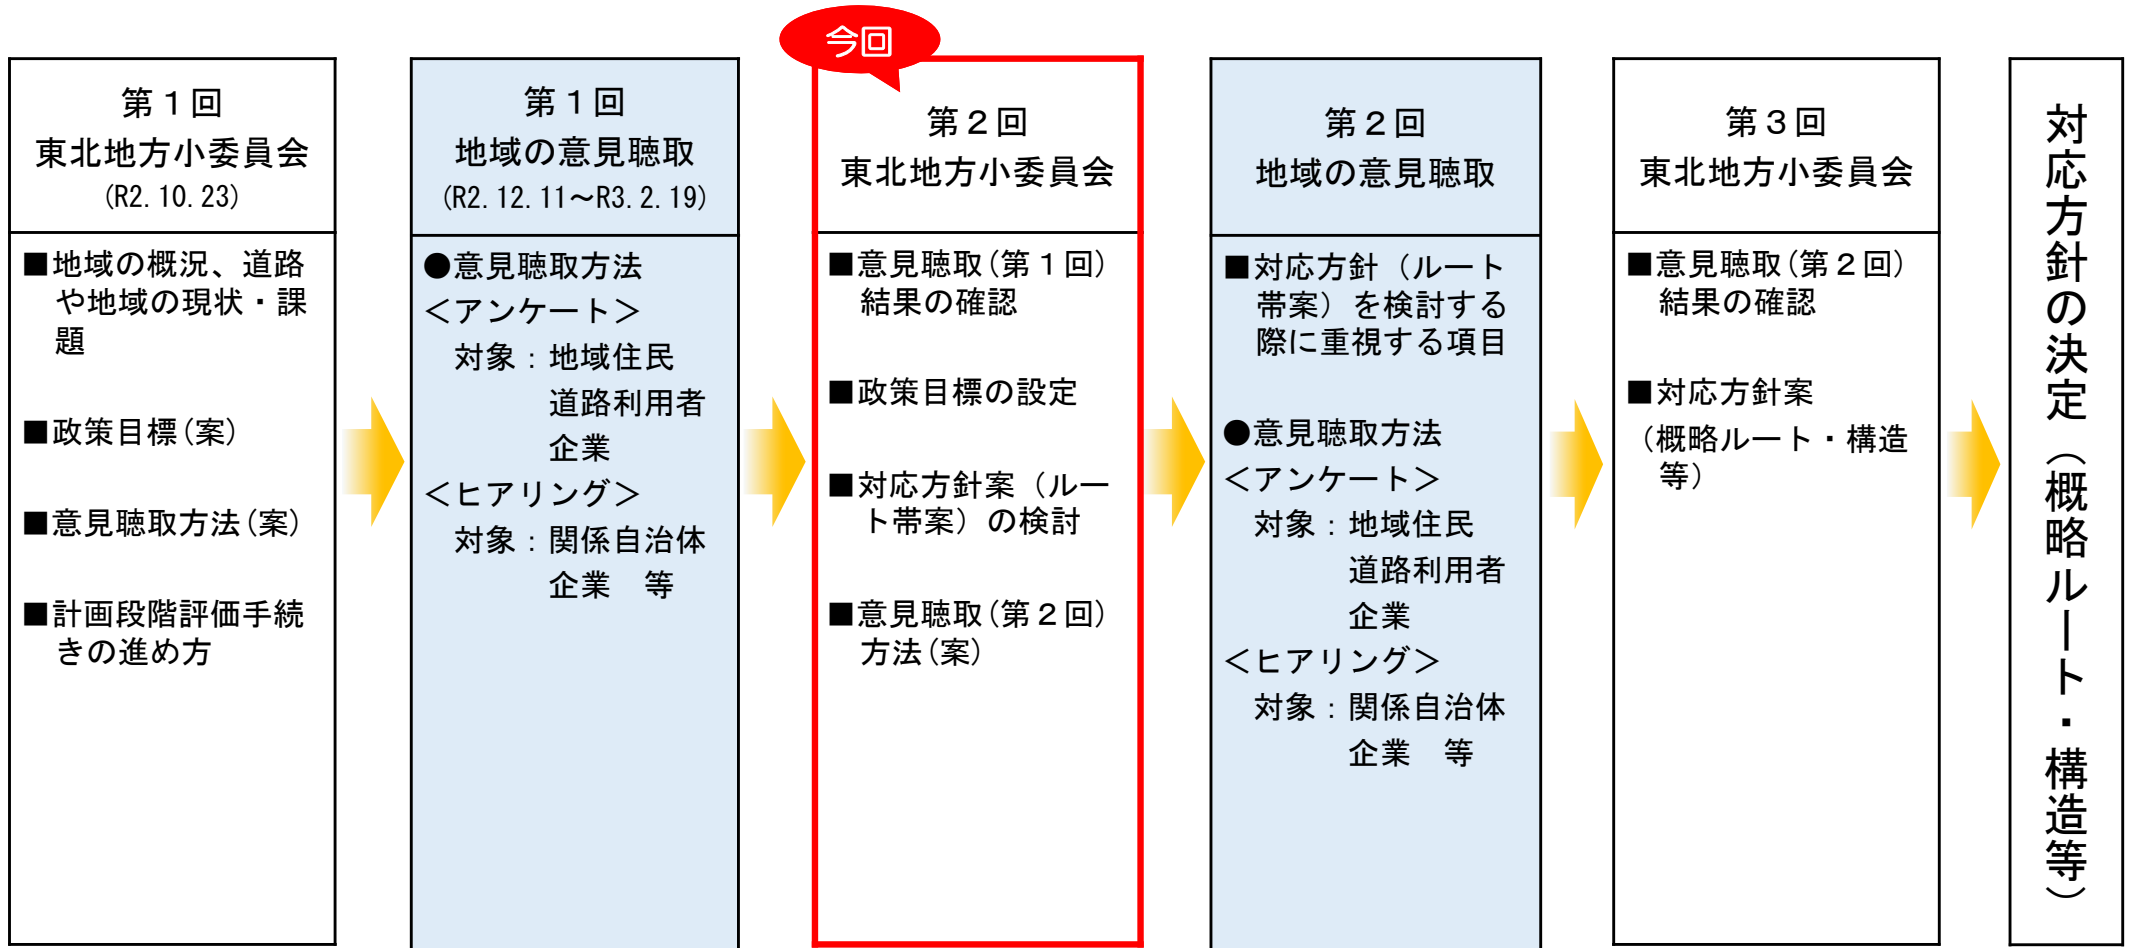 今回
第１回
東北地方小委員会
(R2.10.23)
■地域の概況、道路
や地域の現状・課
題
■政策目標(案)
■意見聴取方法(案)
■計画段階評価手続
きの進め方
第１回
地域の意見聴取
(R2.12.11～R3.2.19)
●意見聴取方法
＜アンケート＞
対象：地域住民
道路利用者
企業
＜ヒアリング＞
対象：関係自治体
企業　等
第２回
東北地方小委員会
■意見聴取(第１回)
結果の確認
■政策目標の設定
■対応方針案（ルー
ト帯案）の検討
■意見聴取(第２回)
方法(案)
第２回
地域の意見聴取
■対応方針（ルート
帯案）を検討する
際に重視する項目
●意見聴取方法
＜アンケート＞
対象：地域住民
道路利用者
企業
＜ヒアリング＞
対象：関係自治体
企業　等
第３回
東北地方小委員会
■意見聴取(第２回)
結果の確認
■対応方針案
（概略ルート・構造
等）
対応方針の決定（概略ルート・構造等）